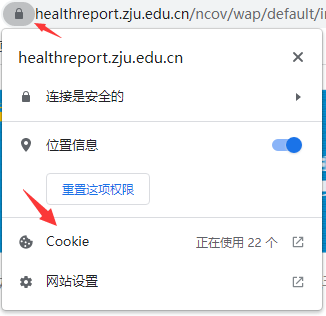 healthreport.zju.edu.cn/ncov/wap/default/i
healthreport.zju.edu.cn
连接是安全的
位置信息
重置这项权限
Cookie
正在使用 22 个
网站设置